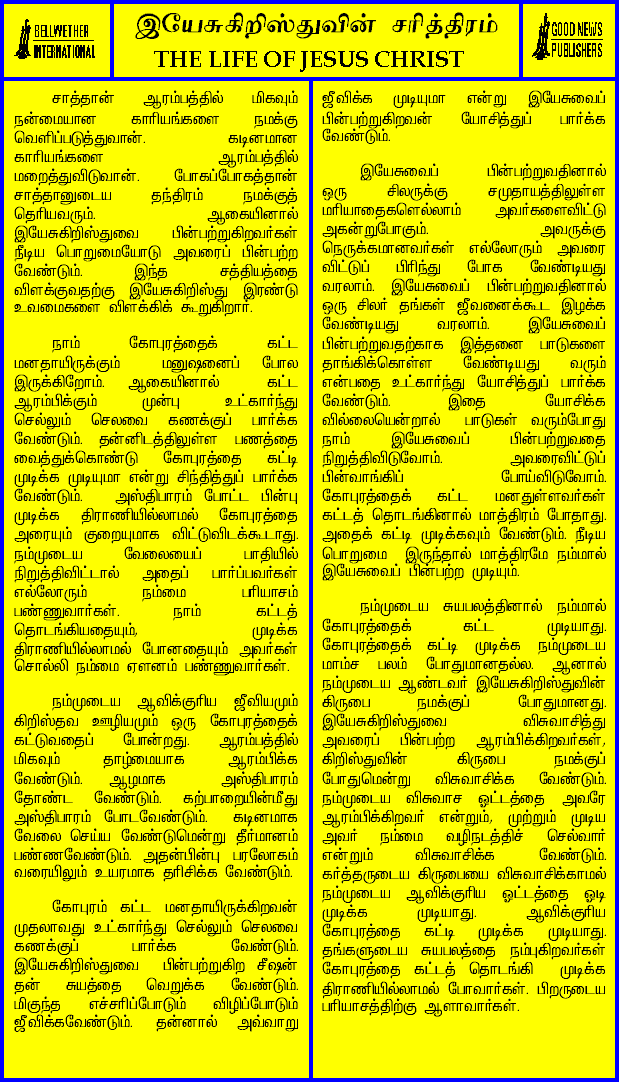 BELLWETHER
INTERNATIONAL
இயேசுகிறிஸ்துவின் சரித்திரம்
THE LIFE OF JESUS CHRIST
GOOD NEWS
PUBLISHERS
சாத்தான் ஆரம்பத்தில் மிகவும்
நன்மையான காரியங்களை நமக்கு
வெளிப்படுத்துவான். கடினமான
காரியங்களை ஆரம்பத்தில்
மறைத்துவிடுவான். போகப்போகத்தான்
சாத்தானுடைய தந்திரம் நமக்குத்
தெரியவரும். ஆகையினால்
இயேசுகிறிஸ்துவை பின்பற்றுகிறவர்கள்
நீடிய பொறுமையோடு அவரைப் பின்பற்ற
வேண்டும். இந்த சத்தியத்தை
விளக்குவதற்கு இயேசுகிறிஸ்து இரண்டு
உவமைகளை விளக்கிக் கூறுகிறார்.
நாம் கோபுரத்தைக் கட்ட
மனதாயிருக்கும் மனுஷனைப் போல
இருக்கிறோம். ஆகையினால் கட்ட
ஆரம்பிக்கும் முன்பு உட்கார்ந்து
செல்லும் செலவை கணக்குப் பார்க்க
வேண்டும். தன்னிடத்திலுள்ள பணத்தை
வைத்துக்கொண்டு கோபுரத்தை கட்டி
முடிக்க முடியுமா என்று சிந்தித்துப் பார்க்க
வேண்டும். அஸ்திபாரம் போட்ட பின்பு
முடிக்க திராணியில்லாமல் கோபுரத்தை
அரையும் குறையுமாக விட்டுவிடக்கூடாது.
நம்முடைய வேலையைப் பாதியில்
நிறுத்திவிட்டால் அதைப் பார்ப்பவர்கள்
எல்லோரும் நம்மை பரியாசம்
பண்ணுவார்கள். நாம் கட்டத்
தொடங்கியதையும், முடிக்க
திராணியில்லாமல் போனதையும் அவர்கள்
சொல்லி நம்மை ஏளனம் பண்ணுவார்கள்.
நம்முடைய ஆவிக்குரிய ஜீவியமும்
கிறிஸ்தவ ஊழியமும் ஒரு கோபுரத்தைக்
கட்டுவதைப் போன்றது. ஆரம்பத்தில்
மிகவும் தாழ்மையாக ஆரம்பிக்க
வேண்டும். ஆழமாக அஸ்திபாரம்
தோண்ட வேண்டும். கற்பாறையின்மீது
அஸ்திபாரம் போடவேண்டும். கடினமாக
வேலை செய்ய வேண்டுமென்று தீர்மானம்
பண்ணவேண்டும். அதன்பின்பு பரலோகம்
வரையிலும் உயரமாக தரிசிக்க வேண்டும்.
கோபுரம் கட்ட மனதாயிருக்கிறவன்
முதலாவது உட்கார்ந்து செல்லும் செலவை
கணக்குப் பார்க்க வேண்டும்.
இயேசுகிறிஸ்துவை பின்பற்றுகிற சீஷன்
தன் சுயத்தை வெறுக்க வேண்டும்.
மிகுந்த எச்சரிப்போடும் விழிப்போடும்
ஜீவிக்கவேண்டும். தன்னால் அவ்வாறு
ஜீவிக்க முடியுமா என்று இயேசுவைப்
பின்பற்றுகிறவன் யோசித்துப் பார்க்க
வேண்டும்.
இயேசுவைப் பின்பற்றுவதினால்
ஒரு சிலருக்கு சமுதாயத்திலுள்ள
மரியாதைகளெல்லாம் அவர்களைவிட்டு
அகன்றுபோகும். அவருக்கு
நெருக்கமானவர்கள் எல்லோரும் அவரை
விட்டுப் பிரிந்து போக வேண்டியது
வரலாம். இயேசுவைப் பின்பற்றுவதினால்
ஒரு சிலர் தங்கள் ஜீவனைக்கூட இழக்க
வேண்டியது வரலாம். இயேசுவைப்
பின்பற்றுவதற்காக இத்தனை பாடுகளை
தாங்கிக்கொள்ள வேண்டியது வரும்
என்பதை உட்கார்ந்து யோசித்துப் பார்க்க
வேண்டும். இதை யோசிக்க
வில்லையென்றால் பாடுகள் வரும்போது
நாம் இயேசுவைப் பின்பற்றுவதை
நிறுத்திவிடுவோம். அவரைவிட்டுப்
பின்வாங்கிப் போய்விடுவோம்.
கோபுரத்தைக் கட்ட மனதுள்ளவர்கள்
கட்டத் தொடங்கினால் மாத்திரம் போதாது.
அதைக் கட்டி முடிக்கவும் வேண்டும். நீடிய
பொறுமை இருந்தால் மாத்திரமே நம்மால்
இயேசுவைப் பின்பற்ற முடியும்.
நம்முடைய சுயபலத்தினால் நம்மால்
கோபுரத்தைக் கட்ட முடியாது.
கோபுரத்தைக் கட்டி முடிக்க நம்முடைய
மாம்ச பலம் போதுமானதல்ல. ஆனால்
நம்முடைய ஆண்டவர் இயேசுகிறிஸ்துவின்
கிருபை நமக்குப் போதுமானது.
இயேசுகிறிஸ்துவை விசுவாசித்து
அவரைப் பின்பற்ற ஆரம்பிக்கிறவர்கள்,
கிறிஸ்துவின் கிருபை நமக்குப்
போதுமென்று விசுவாசிக்க வேண்டும்.
நம்முடைய விசுவாச ஓட்டத்தை அவரே
ஆரம்பிக்கிறவர் என்றும், முற்றும் முடிய
அவர் நம்மை வழிநடத்திச் செல்வார்
என்றும் விசுவாசிக்க வேண்டும்.
கர்த்தருடைய கிருபையை விசுவாசிக்காமல்
நம்முடைய ஆவிக்குரிய ஓட்டத்தை ஓடி
முடிக்க முடியாது. ஆவிக்குரிய
கோபுரத்தை கட்டி முடிக்க முடியாது.
தங்களுடைய சுயபலத்தை நம்புகிறவர்கள்
கோபுரத்தை கட்டத் தொடங்கி முடிக்க
திராணியில்லாமல் போவார்கள். பிறருடைய
பரியாசத்திற்கு ஆளாவார்கள்.